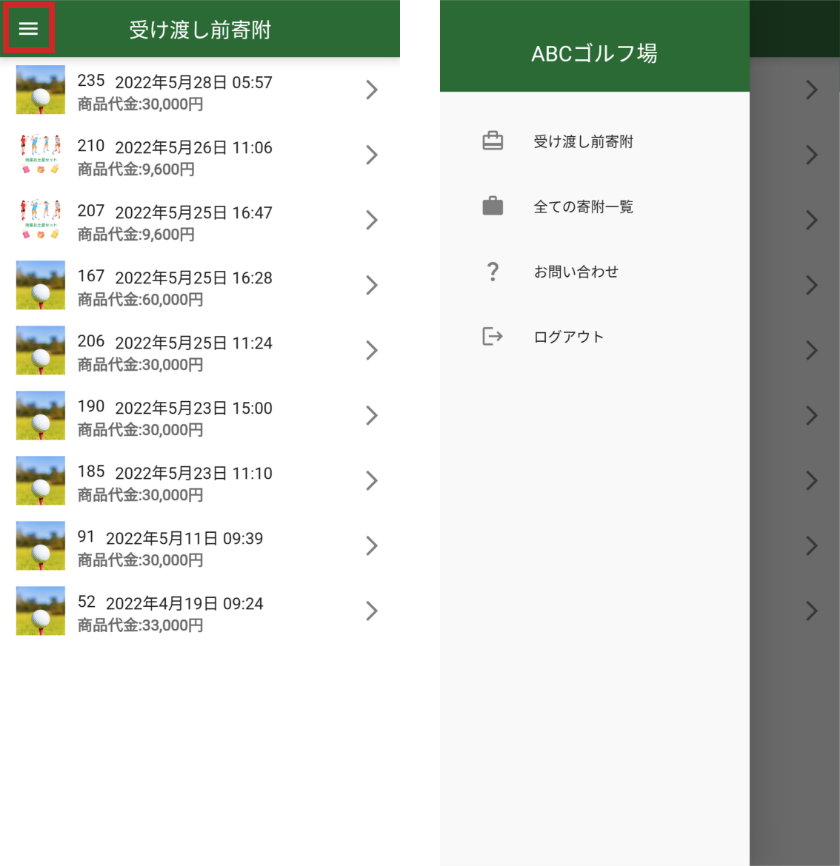 受け渡し前寄附
235 2022年5月28日 05:57
商品代金:30,000円
210 2022年5月26日 11:06
商品代金:9,600円
207 2022年5月25日 16:47
商品代金:9,600円
167 2022年5月25日 16:28
商品代金:60,000円
206 2022年5月25日 11:24
商品代金:30,000円
190 2022年5月23日 15:00
商品代金:30,000円
185 2022年5月23日 11:10
商品代金:30,000円
91 2022年5月11日 09:39
商品代金:30,000円
52 2022年4月19日 09:24
商品代金:33,000円
ABCゴルフ場
受け渡し前寄附
全ての寄附一覧
お問い合わせ
ログアウト